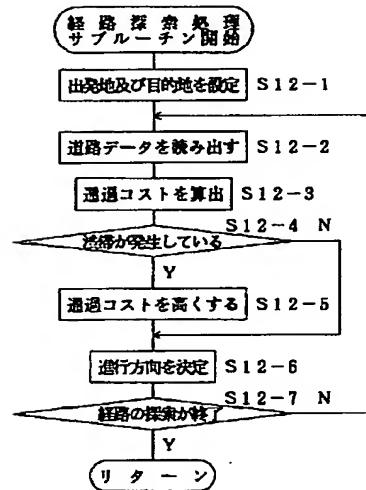 経路探索処理
サブルーチン開始
出発地及び目的地を設定 S12-1
道路データを読み出す S12-2
通過コストを算出 S12-3
S12-4 N
渋滞が発生している
Y
通過コストを高くする S12-5
進行方向を決定 S12-6
S12-7 N
経路の探索が終了
Y
リターン